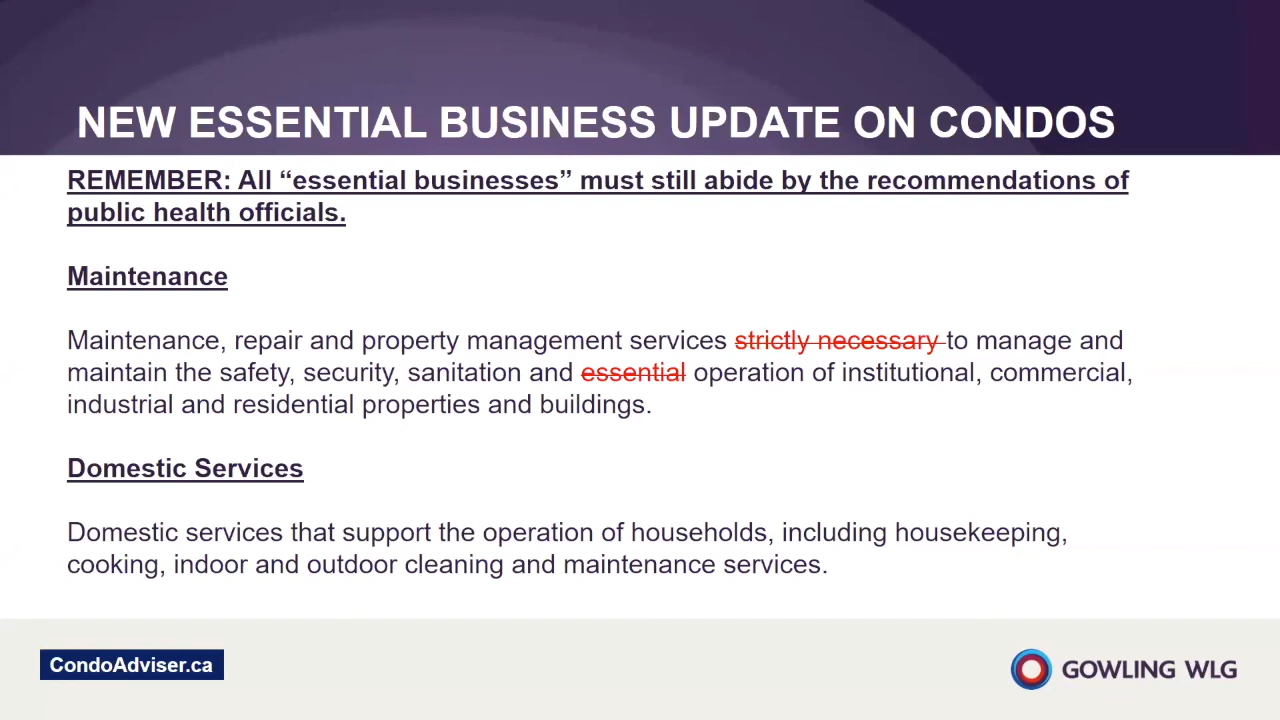 NEW ESSENTIAL BUSINESS UPDATE ON CONDOS
REMEMBER: All “essential businesses” must still abide by the recommendations of
public health officials.
Maintenance
Maintenance, repair and property management services strictly necessary to manage and
maintain the safety, security, sanitation and essential operation of institutional, commercial,
industrial and residential properties and buildings.
Domestic Services
Domestic services that support the operation of households, including housekeeping,
cooking, indoor and outdoor cleaning and maintenance services.
CondoAdviser.ca
GOWLING WLG